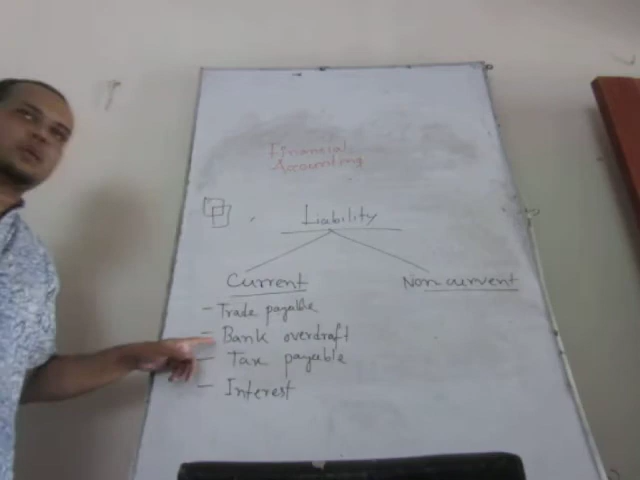 Financial
Accounting
Liability
Current
Non current
- Trade payable
- Bank overdraft
- Tax payable
- Interest